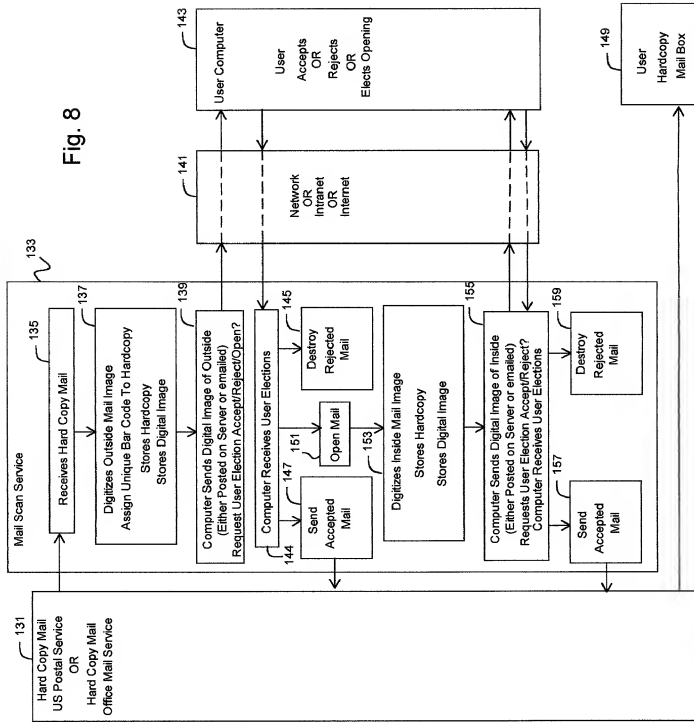 Fig. 8
131
Hard Copy Mail
US Postal Service
OR
Hard Copy Mail
Office Mail Service
133
Mail Scan Service
135
Receives Hard Copy Mail
137
Digitizes Outside Mail Image
Assign Unique Bar Code To Hardcopy
Stores Hardcopy
Stores Digital Image
139
Computer Sends Digital Image of Outside
(Either Posted on Server or emailed)
Request User Election Accept/Reject/Open?
144
Computer Receives User Elections
147
Send
Accepted
Mail
151
Open Mail
145
Destroy
Rejected
Mail
153
Digitizes Inside Mail Image
Stores Hardcopy
Stores Digital Image
155
Computer Sends Digital Image of Inside
(Either Posted on Server or emailed)
Requests User Election Accept/Reject?
Computer Receives User Elections
157
Send
Accepted
Mail
159
Destroy
Rejected
Mail
141
Network
OR
Intranet
OR
Internet
143
User Computer
User
Accepts
OR
Rejects
OR
Elects Opening
149
User
Hardcopy
Mail Box